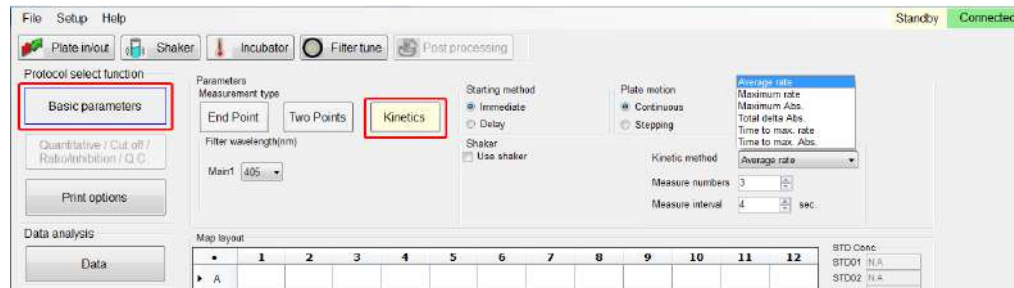 File Setup Help Standby Connected
Plate in/out Shaker Incubator Filter tune Post processing
Protocol select function
Basic parameters
Quantitative / Cut off /
Ratio/Inhibition / Q.C
Print options
Data analysis
Data
Parameters
Measurement type
End Point Two Points Kinetics
Filter wavelength(nm)
Main1 405
Starting method
Immediate
Delay
Shaker
Use shaker
Plate motion
Continuous
Stepping
Average rate
Maximum rate
Maximum Abs.
Total delta Abs.
Time to max. rate
Time to max. Abs.
Kinetic method Average rate
Measure numbers 3
Measure interval 4 sec.
Map layout
1 2 3 4 5 6 7 8 9 10 11 12
A
STD Conc.
STD01 N.A.
STD02 N.A.